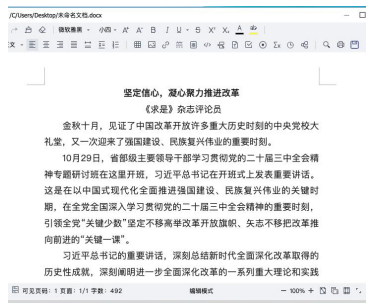 /C/Users/Desktop/未命名文档.docx
微软雅黑 小四 A⁺ A⁻ B I U S X² X₂ A ab
文
坚定信心，凝心聚力推进改革
《求是》杂志评论员
金秋十月，见证了中国改革开放许多重大历史时刻的中央党校大
礼堂，又一次迎来了强国建设、民族复兴伟业的重要时刻。
10月29日，省部级主要领导干部学习贯彻党的二十届三中全会精
神专题研讨班在这里开班，习近平总书记在开班式上发表重要讲话。
这是在以中国式现代化全面推进强国建设、民族复兴伟业的关键时
期，在全党全国深入学习贯彻党的二十届三中全会精神的重要时刻，
引领全党“关键少数”坚定不移高举改革开放旗帜、矢志不移把改革推
向前进的“关键一课”。
习近平总书记的重要讲话，深刻总结新时代全面深化改革取得的
历史性成就，深刻阐明进一步全面深化改革的一系列重大理论和实践
可见页码：1 页面：1/1 字数：492 编辑模式 100%